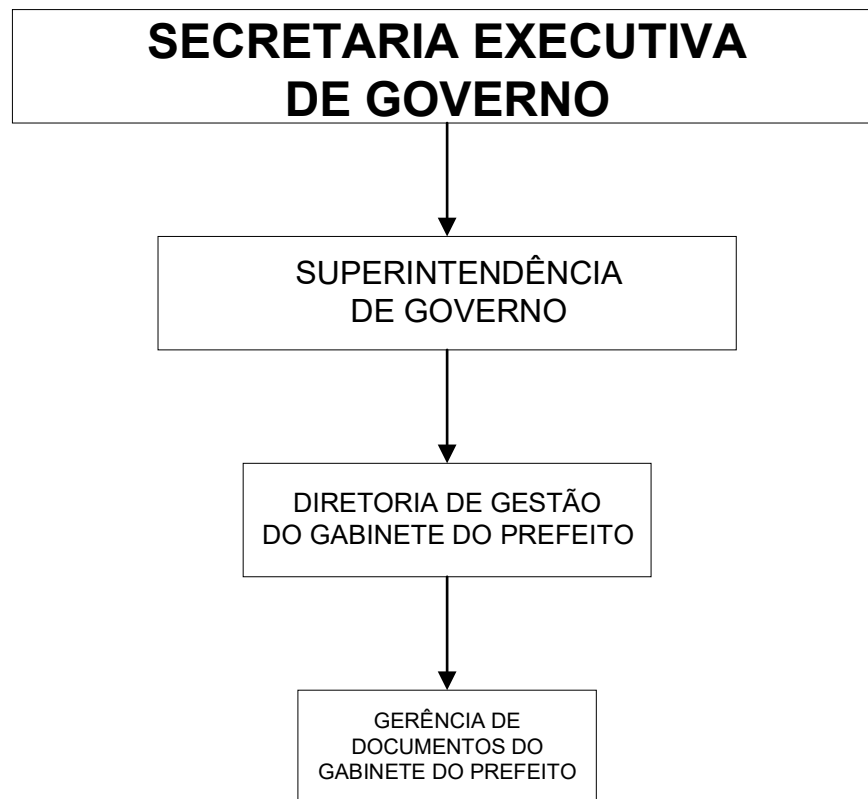 SECRETARIA EXECUTIVA
DE GOVERNO
SUPERINTENDÊNCIA
DE GOVERNO
DIRETORIA DE GESTÃO
DO GABINETE DO PREFEITO
GERÊNCIA DE
DOCUMENTOS DO
GABINETE DO PREFEITO